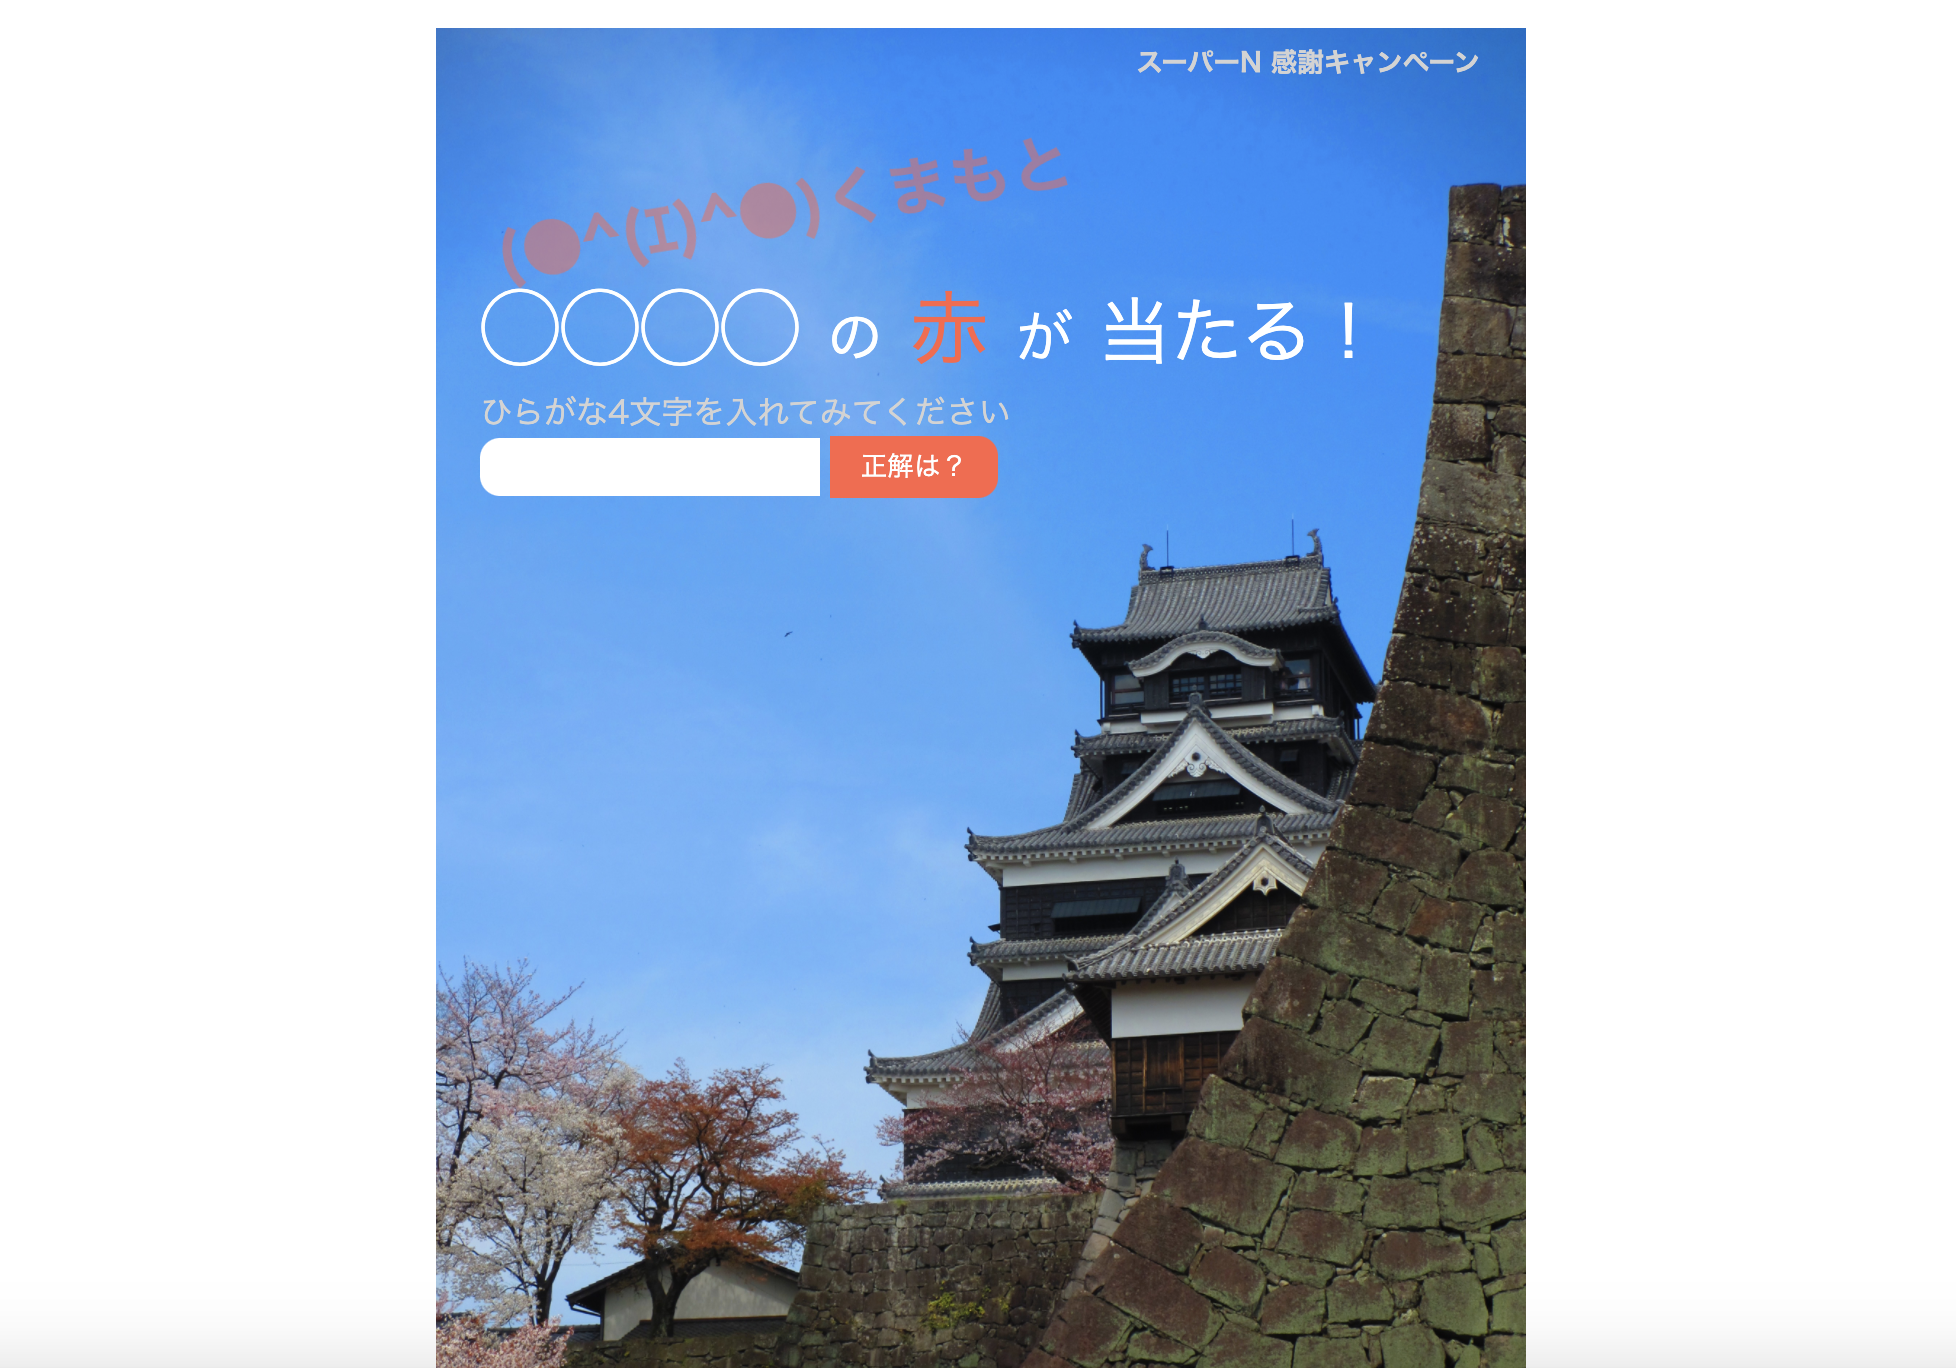 スーパーN 感謝キャンペーン
(●^(エ)^●)くまもと
◯◯◯◯ の 赤 が 当たる！
ひらがな4文字を入れてみてください
正解は？